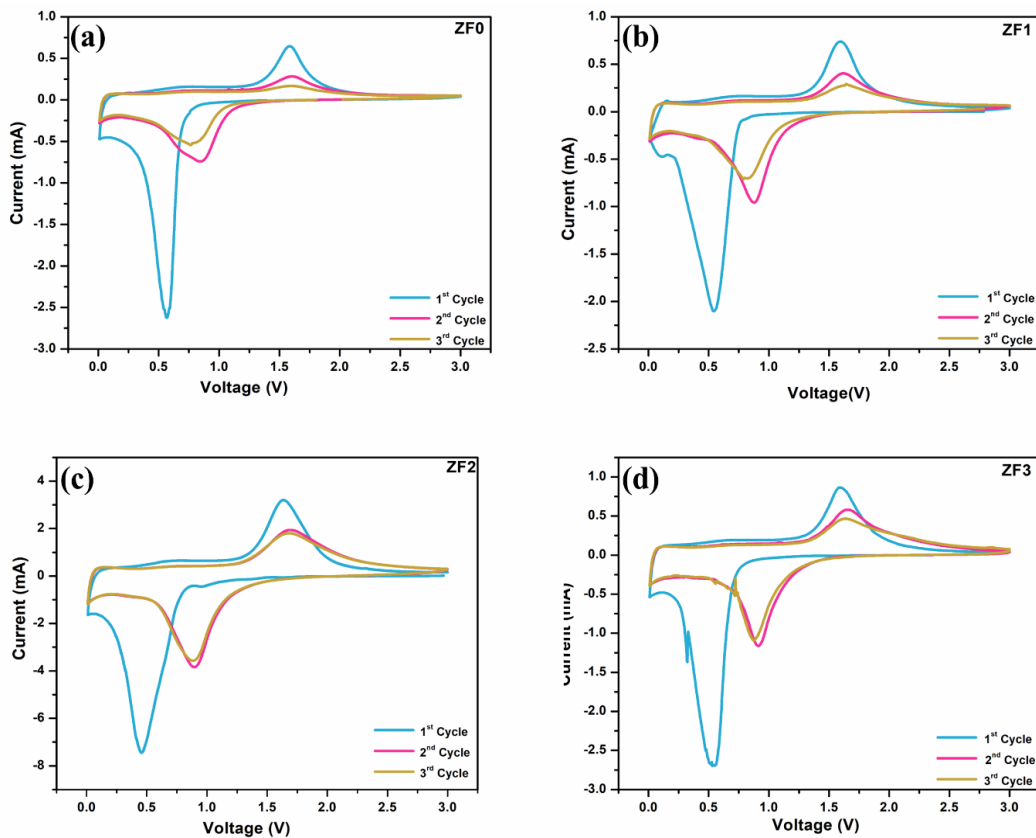 (a)
ZF0
1.0
0.5
0.0
-0.5
-1.0
-1.5
-2.0
-2.5
-3.0
Current (mA)
1st Cycle
2nd Cycle
3rd Cycle
0.0 0.5 1.0 1.5 2.0 2.5 3.0
Voltage (V)
(b)
ZF1
1.0
0.5
0.0
-0.5
-1.0
-1.5
-2.0
-2.5
Current (mA)
1st Cycle
2nd Cycle
3rd Cycle
0.0 0.5 1.0 1.5 2.0 2.5 3.0
Voltage(V)
(c)
ZF2
4
2
0
-2
-4
-6
-8
Current (mA)
1st Cycle
2nd Cycle
3rd Cycle
0.0 0.5 1.0 1.5 2.0 2.5 3.0
Voltage (V)
(d)
ZF3
1.0
0.5
0.0
-0.5
-1.0
-1.5
-2.0
-2.5
-3.0
Current (mA)
1st Cycle
2nd Cycle
3rd Cycle
0.0 0.5 1.0 1.5 2.0 2.5 3.0
Voltage (V)